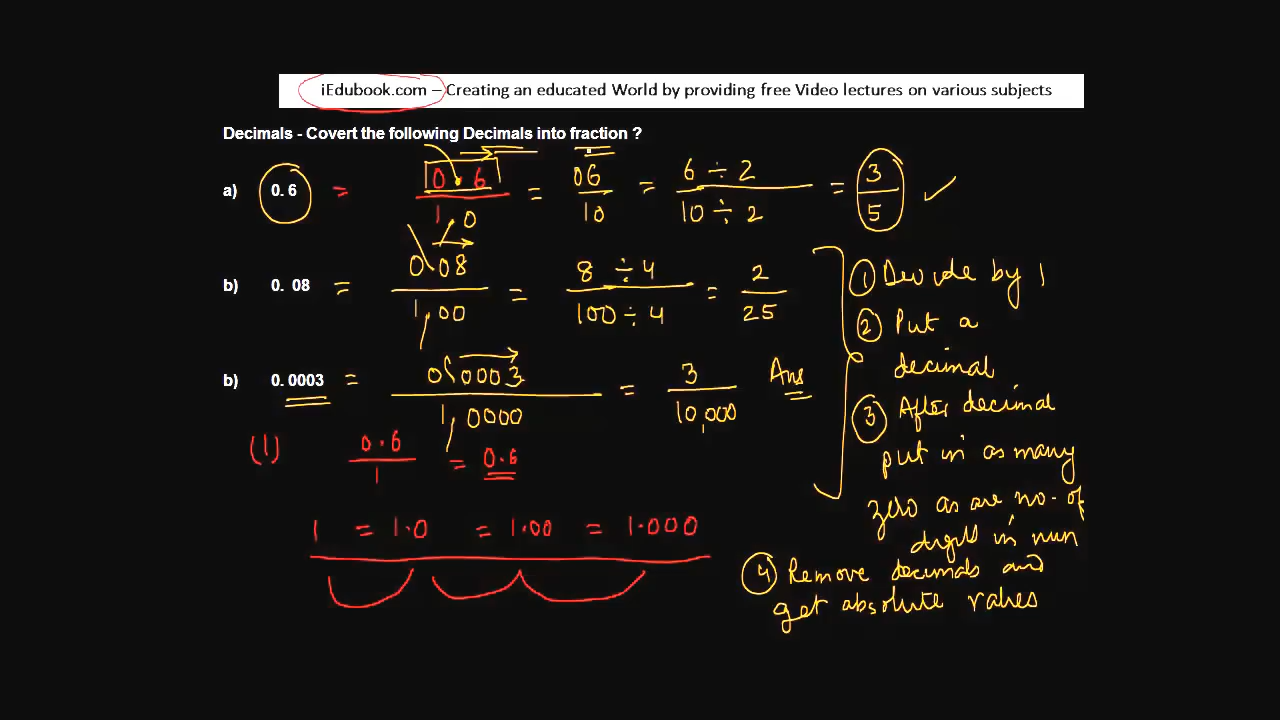 iEdubook.com – Creating an educated World by providing free Video lectures on various subjects
Decimals - Covert the following Decimals into fraction ?
a) 0. 6 = 0.6/1.0 = 06/10 = 6 ÷ 2/10 ÷ 2 = 3/5
b) 0. 08 = 0.08/1.00 = 8 ÷ 4/100 ÷ 4 = 2/25
b) 0. 0003 = 0.0003/1.0000 = 3/10,000 Ans
(1) 0.6/1 = 0.6
1 = 1.0 = 1.00 = 1.000
① Devide by 1
② Put a
decimal
③ After decimal
put in as many
zero as are no. of
digits in num
④ Remove decimals and
get absolute values